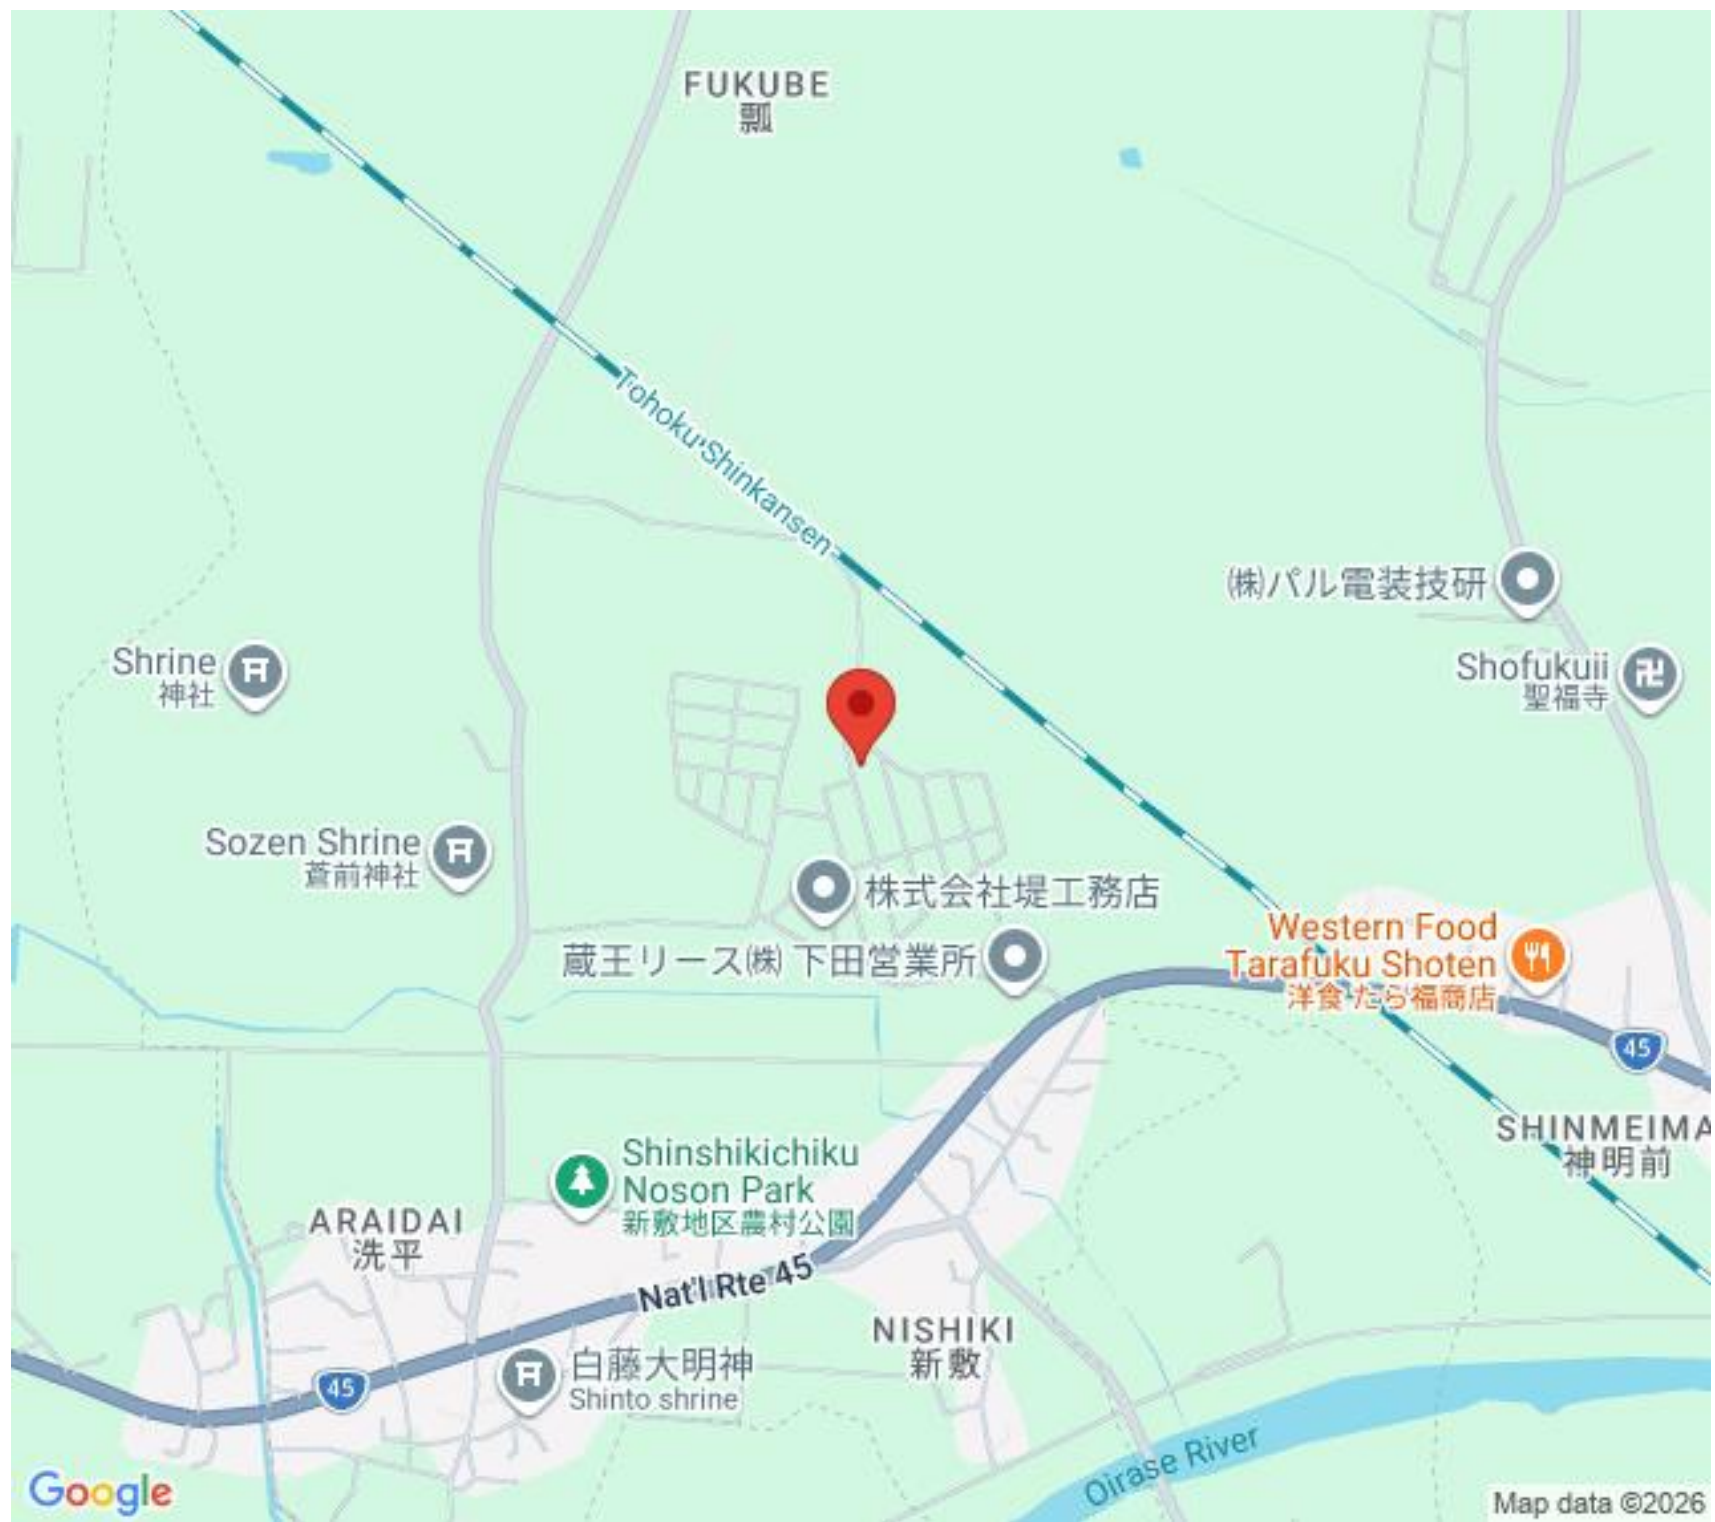 FUKUBE
瓢
Tohoku Shinkansen
㈱パル電装技研
Shrine
神社
Shofukuji
聖福寺
Sozen Shrine
蒼前神社
株式会社堤工務店
蔵王リース㈱ 下田営業所
Western Food
Tarafuku Shoten
洋食 たら福商店
45
SHINMEIMA
神明前
Shinshikichiku
Noson Park
新敷地区農村公園
ARAIDAI
洗平
Nat'l Rte 45
NISHIKI
新敷
45
白藤大明神
Shinto shrine
Oirase River
Google
Map data ©2026